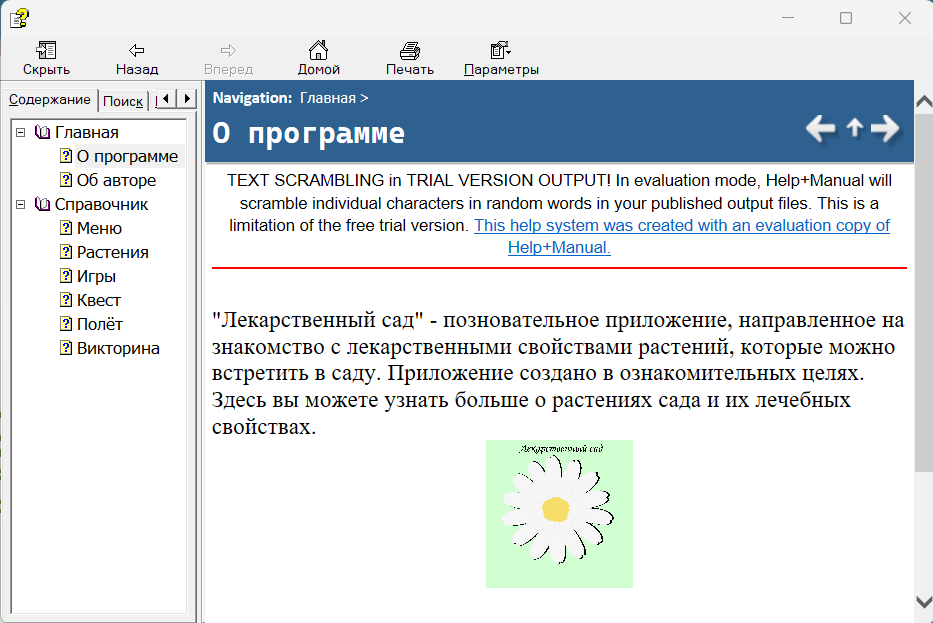 Скрыть Назад Вперед Домой Печать Параметры
Содержание Поиск
Главная
О программе
Об авторе
Справочник
Меню
Растения
Игры
Квест
Полёт
Викторина
Navigation: Главная >
О программе
TEXT SCRAMBLING in TRIAL VERSION OUTPUT! In evaluation mode, Help+Manual will
scramble individual characters in random words in your published output files. This is a
limitation of the free trial version. This help system was created with an evaluation copy of
Help+Manual.
"Лекарственный сад" - позновательное приложение, направленное на
знакомство с лекарственными свойствами растений, которые можно
встретить в саду. Приложение создано в ознакомительных целях.
Здесь вы можете узнать больше о растениях сада и их лечебных
свойствах.
Лекарственный сад